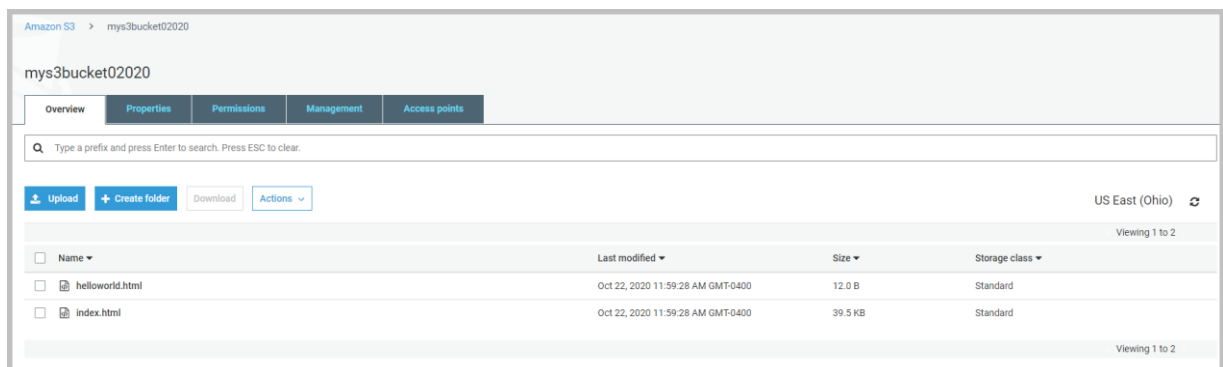 Amazon S3 > mys3bucket02020
mys3bucket02020
Overview Properties Permissions Management Access points
Type a prefix and press Enter to search. Press ESC to clear.
Upload + Create folder Download Actions US East (Ohio)
Viewing 1 to 2
Name Last modified Size Storage class
helloworld.html Oct 22, 2020 11:59:28 AM GMT-0400 12.0 B Standard
index.html Oct 22, 2020 11:59:28 AM GMT-0400 39.5 KB Standard
Viewing 1 to 2